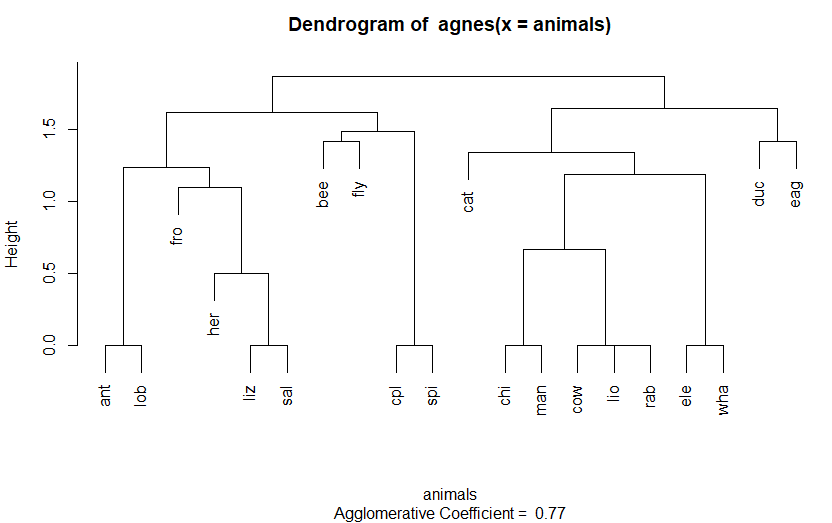 Dendrogram of agnes(x = animals)
Height
1.5
1.0
0.5
0.0
bee
fly
cat
duc
eag
fro
her
ant
lob
liz
sal
cpl
spi
chi
man
cow
lio
rab
ele
wha
animals
Agglomerative Coefficient = 0.77